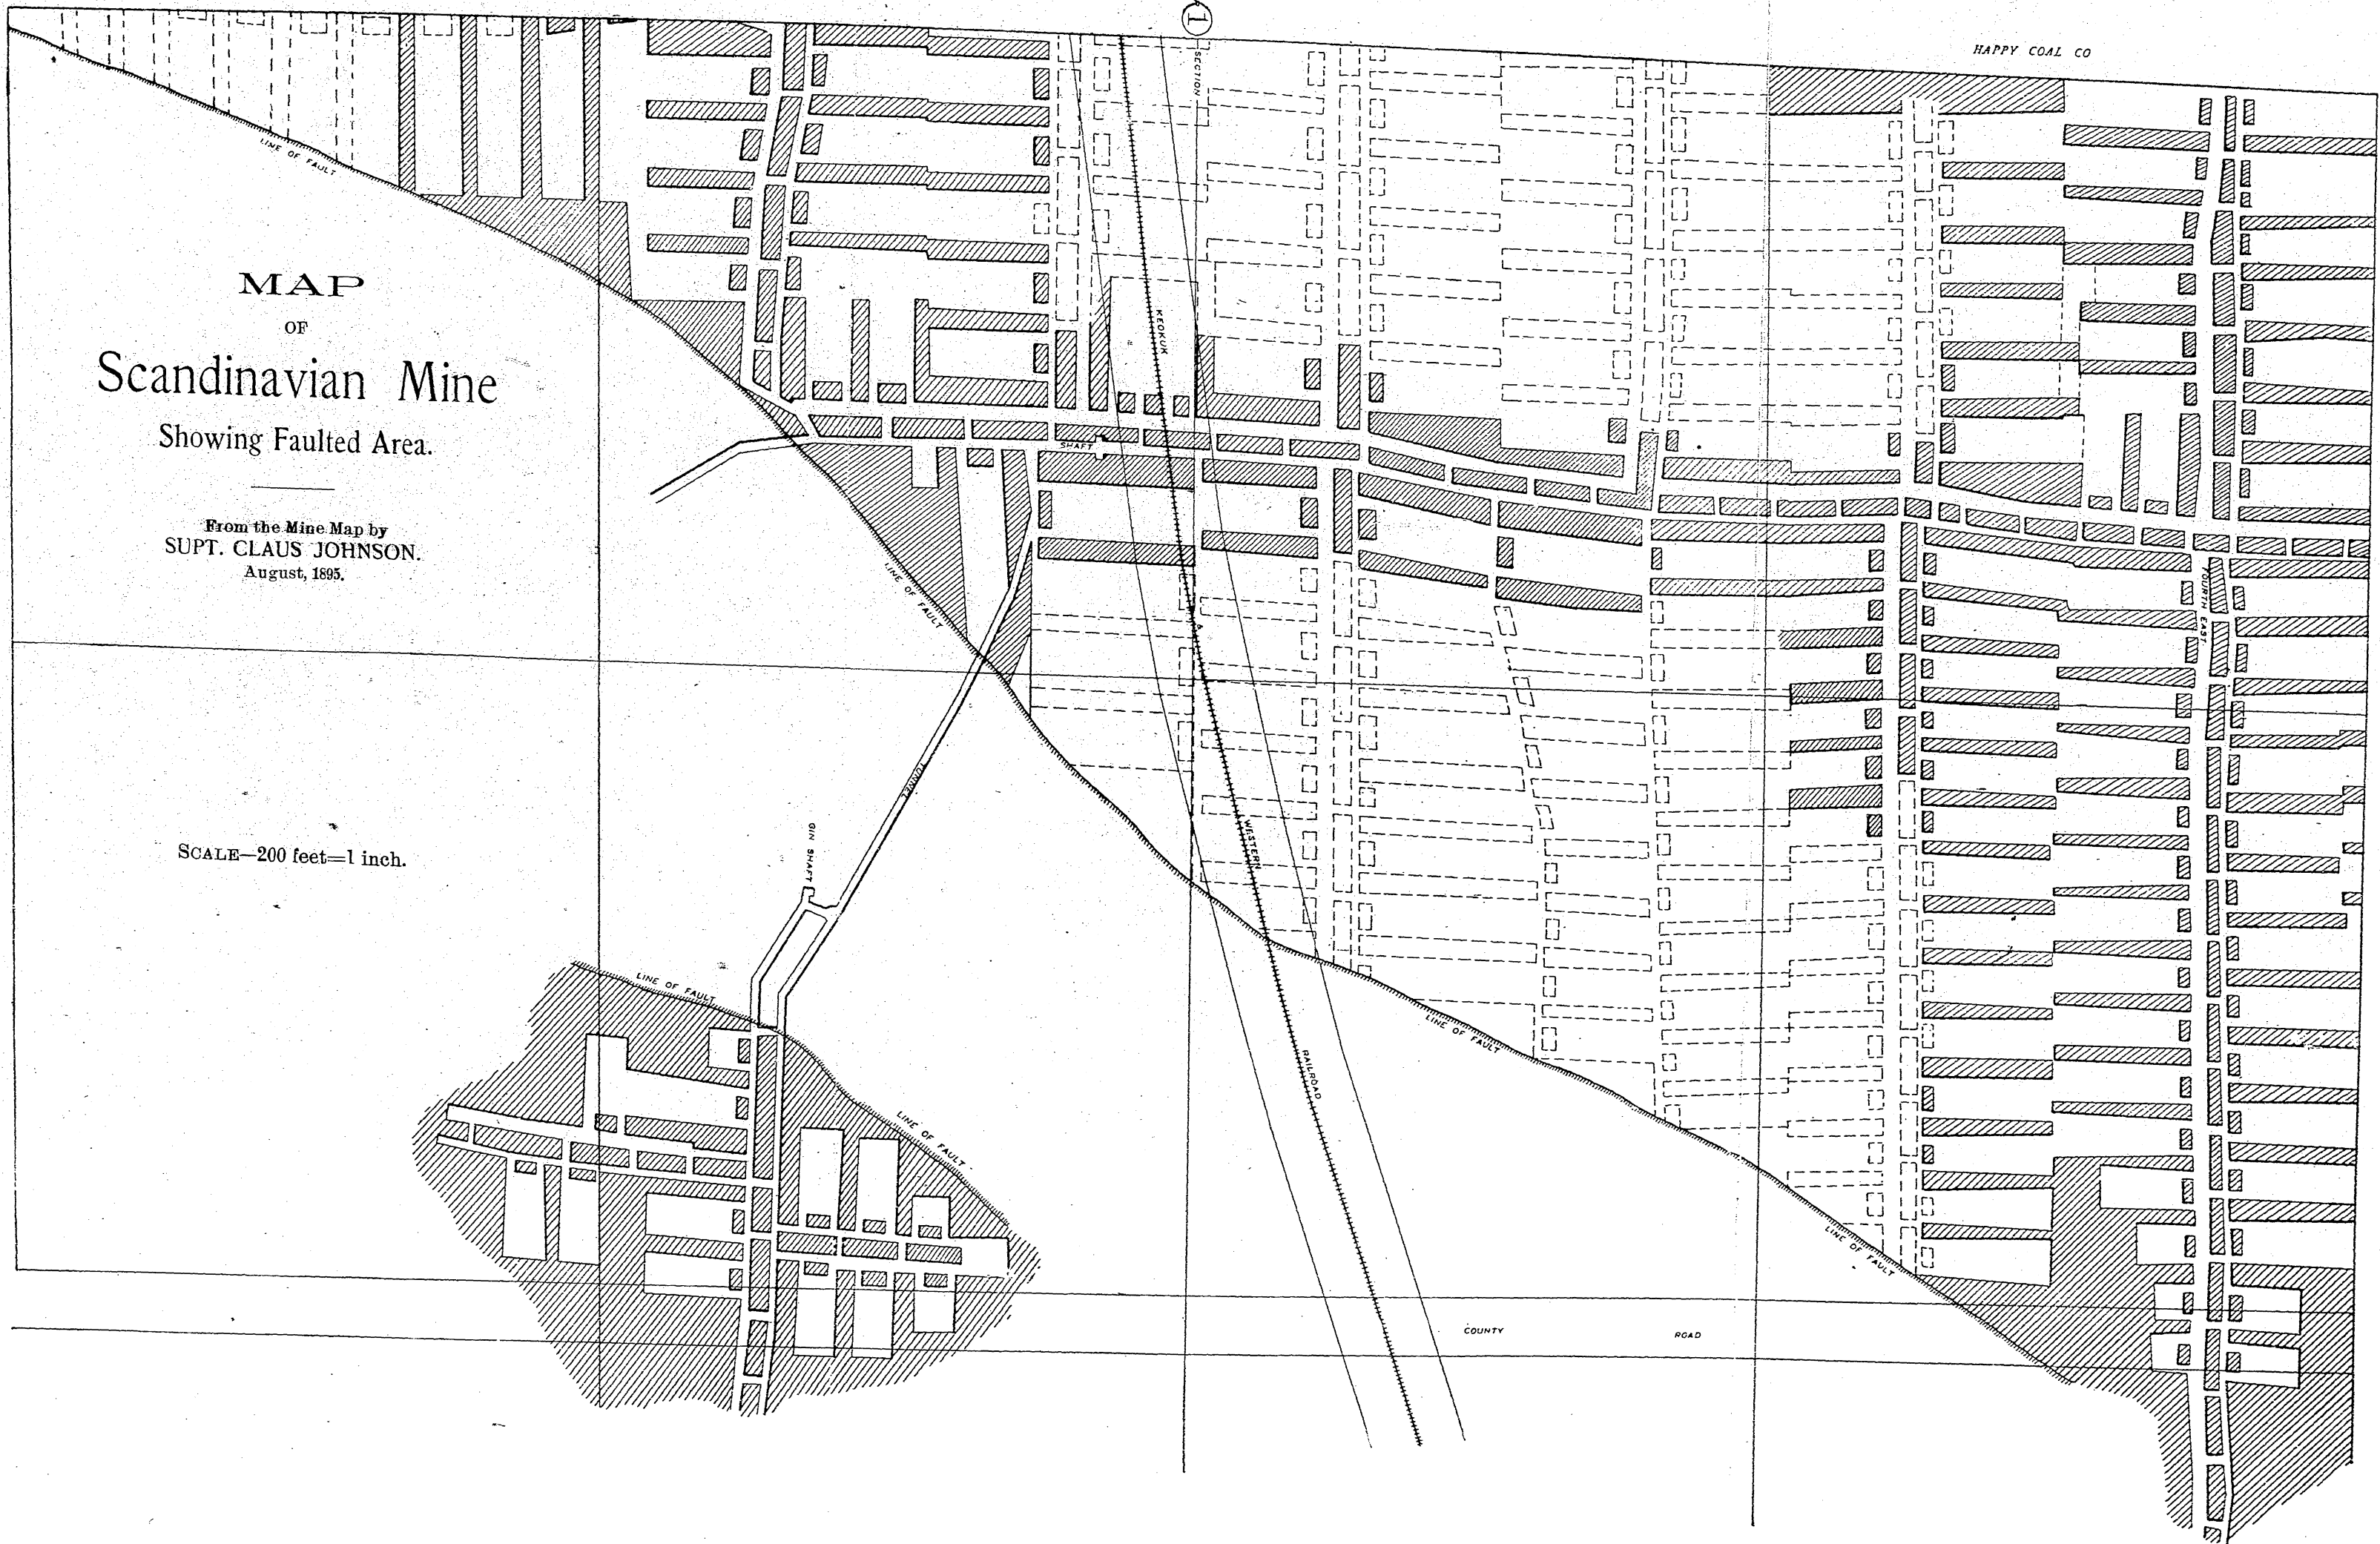 1
SECTION
HAPPY COAL CO
LINE OF FAULT
MAP
OF
Scandinavian Mine
Showing Faulted Area.
From the Mine Map by
SUPT. CLAUS JOHNSON.
August, 1895.
SCALE—200 feet=1 inch.
KEOKUK
&
WESTERN
RAILROAD
SHAFT
LINE OF FAULT
FOURTH EAST.
TUNNEL
GIN SHAFT
LINE OF FAULT
LINE OF FAULT
LINE OF FAULT
LINE OF FAULT
COUNTY ROAD